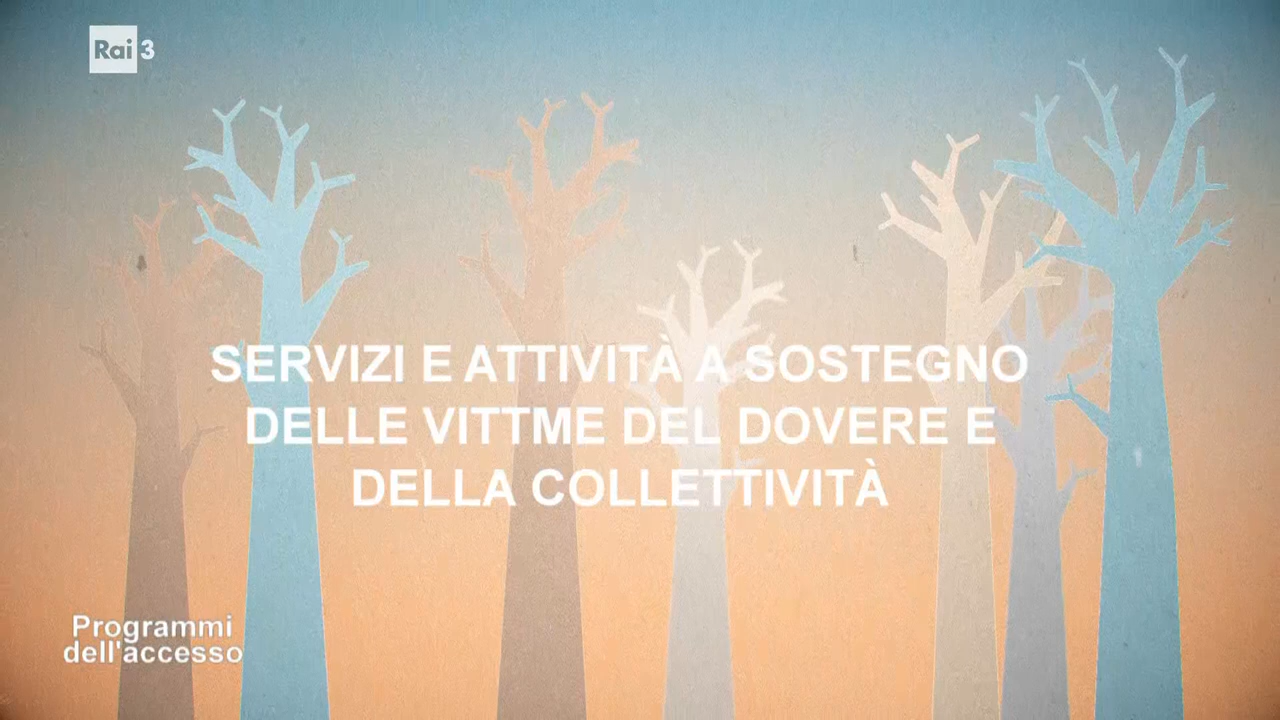 Rai 3
SERVIZI E ATTIVITÀ A SOSTEGNO
DELLE VITTME DEL DOVERE E
DELLA COLLETTIVITÀ
Programmi
dell'accesso